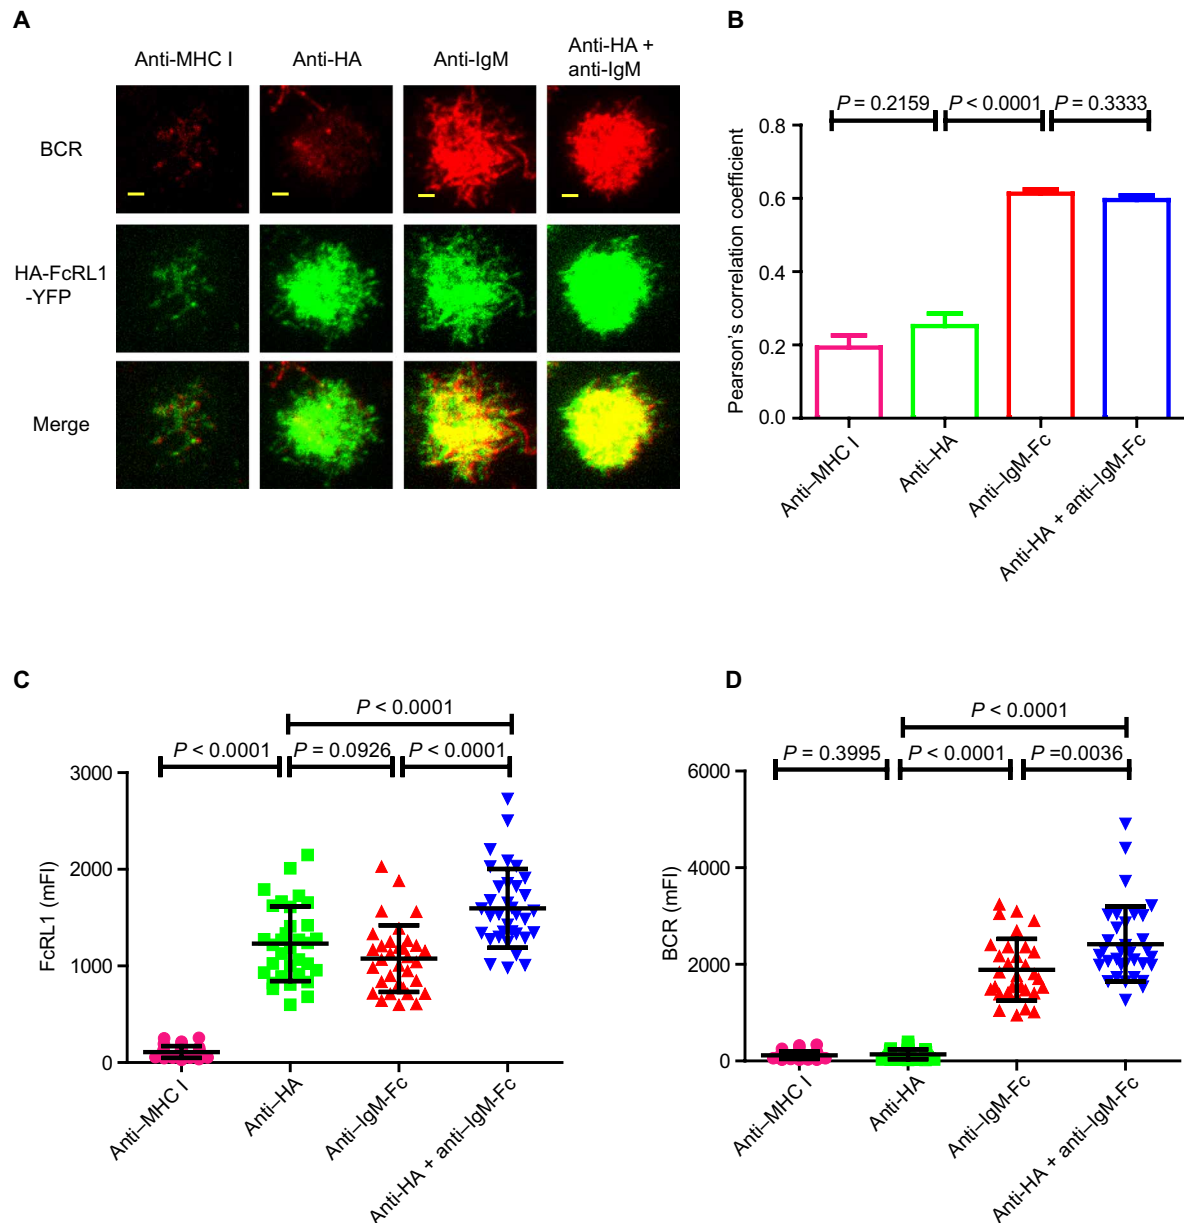 A
Anti-MHC I
Anti-HA
Anti-IgM
Anti-HA +
anti-IgM
BCR
HA-FcRL1
-YFP
Merge
B
P = 0.2159
P < 0.0001
P = 0.3333
Pearson's correlation coefficient
0.8
0.6
0.4
0.2
0.0
Anti–MHC I
Anti–HA
Anti–IgM-Fc
Anti-HA + anti–IgM-Fc
C
P < 0.0001
P < 0.0001
P = 0.0926
P < 0.0001
FcRL1 (mFI)
3000
2000
1000
0
Anti–MHC I
Anti–HA
Anti–IgM-Fc
Anti-HA + anti–IgM-Fc
D
P < 0.0001
P = 0.3995
P < 0.0001
P =0.0036
BCR (mFI)
6000
4000
2000
0
Anti–MHC I
Anti-HA
Anti–IgM-Fc
Anti-HA + anti–IgM-Fc